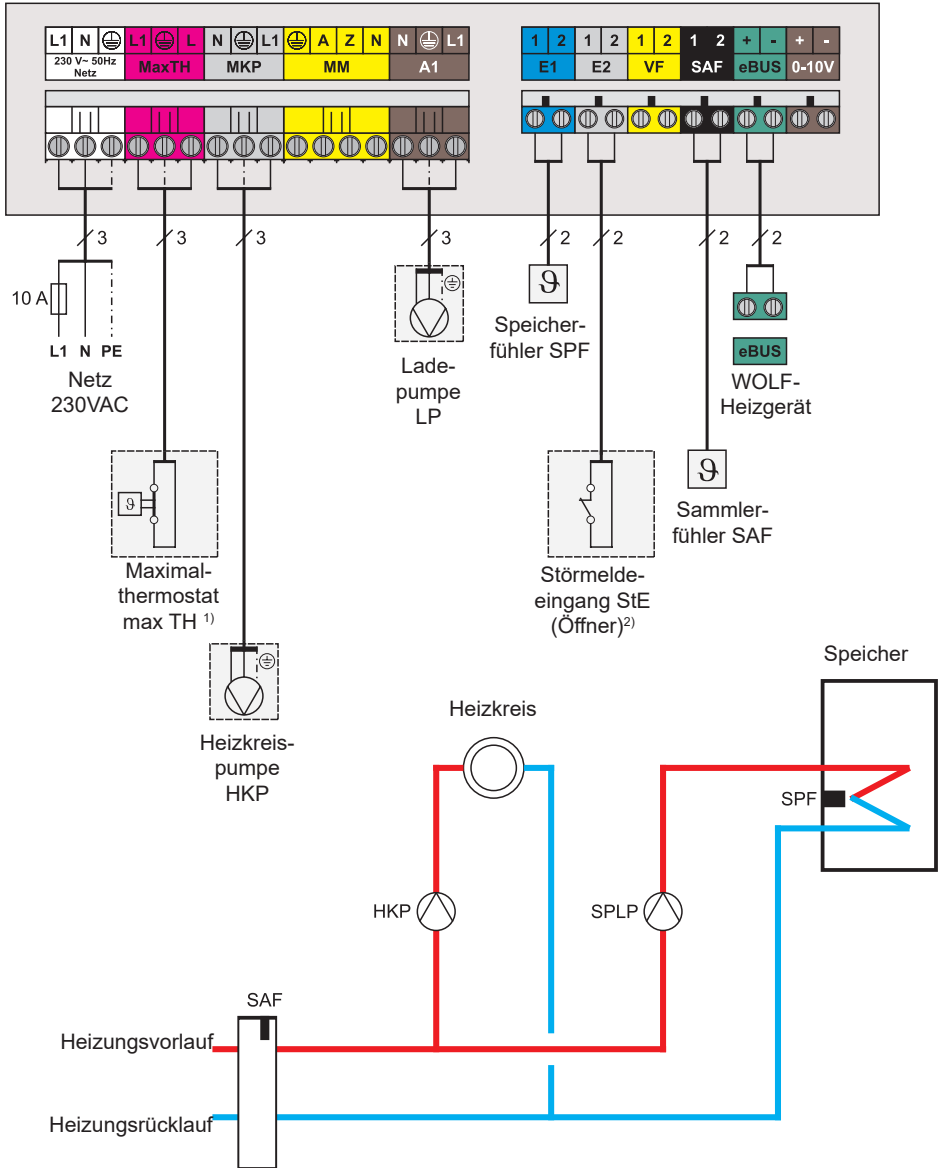 L1 N L1 L N L1 A Z N N L1 1 2 1 2 1 2 1 2 + - + -
230 V~ 50Hz
Netz
MaxTH MKP MM A1 E1 E2 VF SAF eBUS 0-10V
3 3 3 3 2 2 2 2
10 A
L1 N PE
Netz
230VAC
Lade-
pumpe
LP
ϑ
Speicher-
fühler SPF
eBUS
WOLF-
Heizgerät
ϑ
Maximal-
thermostat
max TH 1)
Störmelde-
eingang StE
(Öffner)2)
ϑ
Sammler-
fühler SAF
Heizkreis-
pumpe
HKP
Heizkreis
Speicher
SPF
HKP
SPLP
SAF
Heizungsvorlauf
Heizungsrücklauf